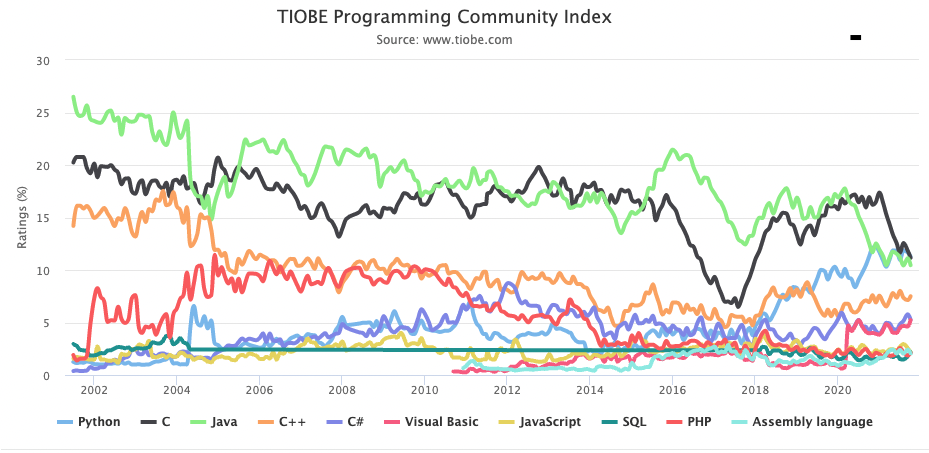 TIOBE Programming Community Index
Source: www.tiobe.com
Ratings (%)
30
25
20
15
10
5
0
2002 2004 2006 2008 2010 2012 2014 2016 2018 2020
Python C Java C++ C# Visual Basic JavaScript SQL PHP Assembly language